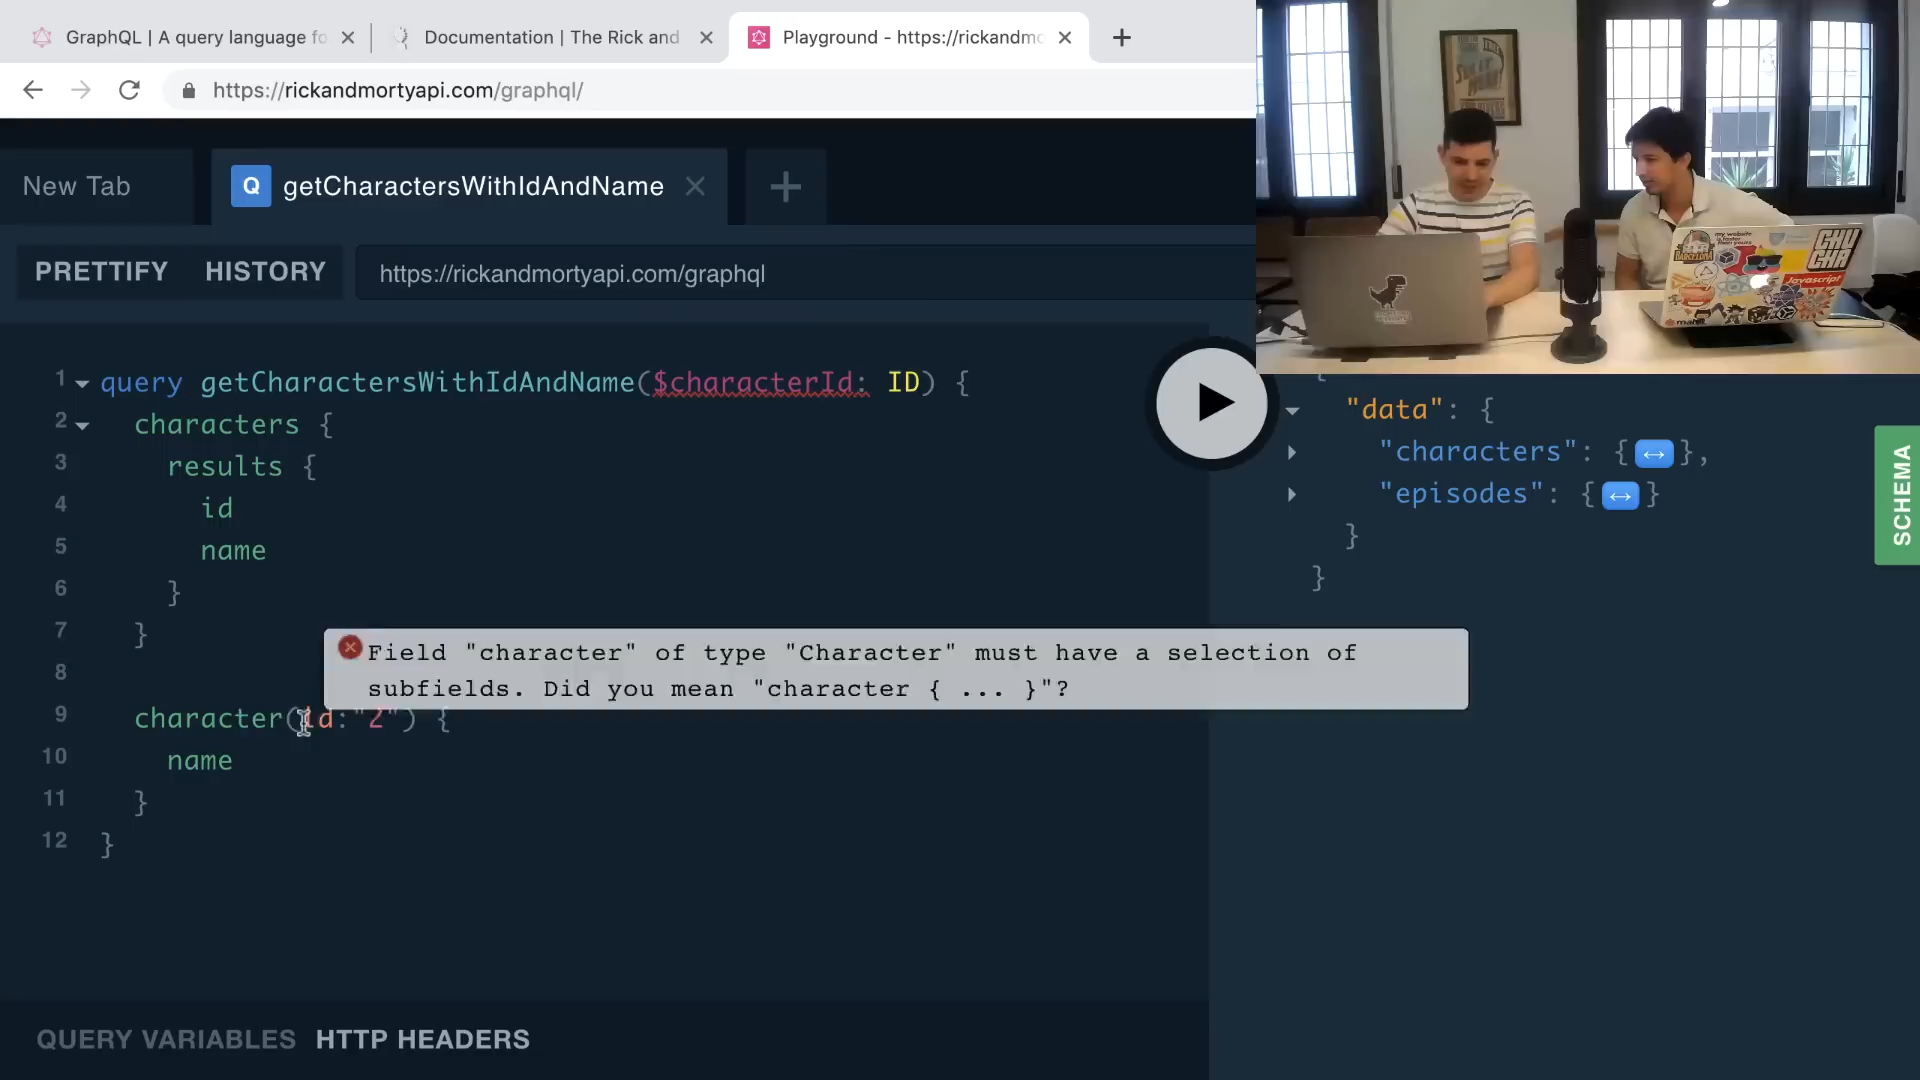 GraphQL | A query language fo
Documentation | The Rick and
Playground - https://rickandmo
https://rickandmortyapi.com/graphql/
New Tab
Q getCharactersWithIdAndName
PRETTIFY HISTORY https://rickandmortyapi.com/graphql
1 query getCharactersWithIdAndName($characterId: ID) {
2 characters {
3 results {
4 id
5 name
6 }
7 }
8
Field "character" of type "Character" must have a selection of
subfields. Did you mean "character { ... }"?
9 character(id:"2") {
10 name
11 }
12 }
{
"data": {
"characters": { },
"episodes": { }
}
}
SCHEMA
QUERY VARIABLES HTTP HEADERS
CHU
CHA
Javascript